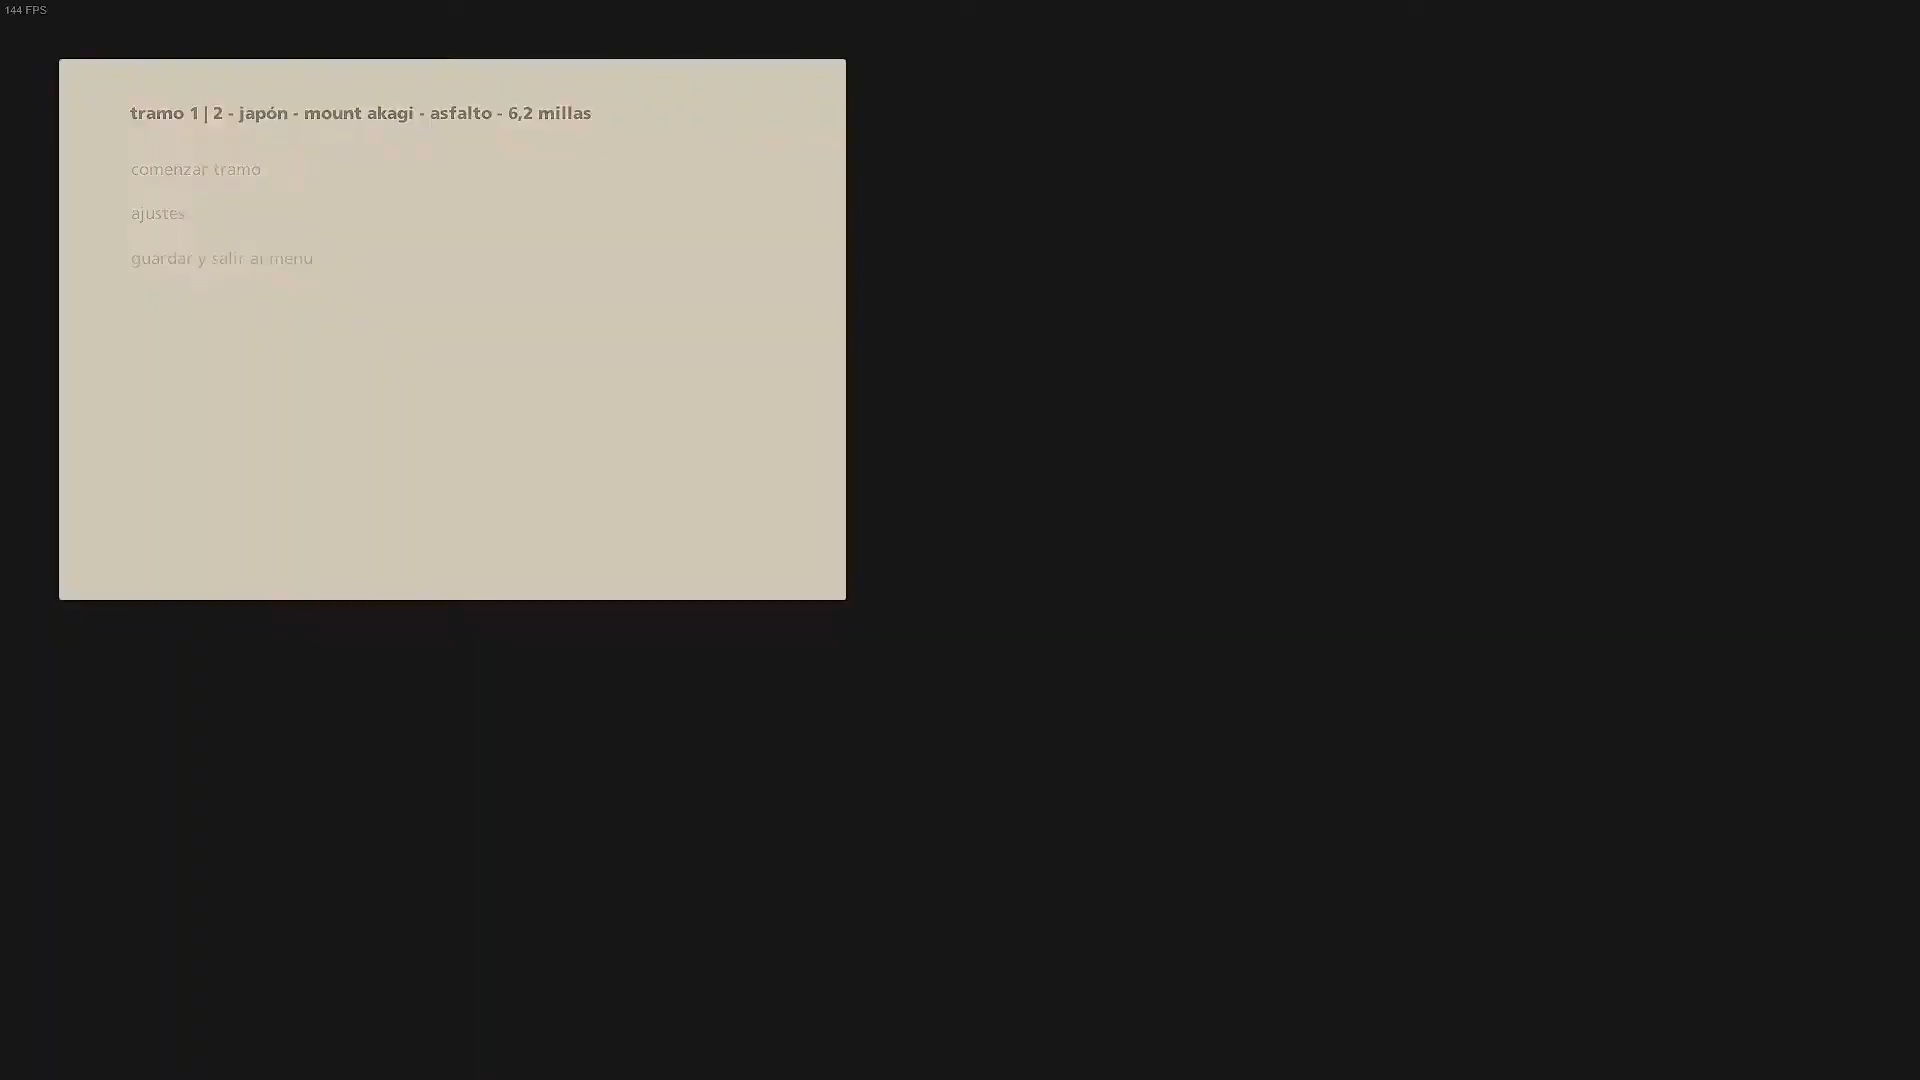 144 FPS
tramo 1 | 2 - japón - mount akagi - asfalto - 6,2 millas
comenzar tramo
ajustes
guardar y salir al menu